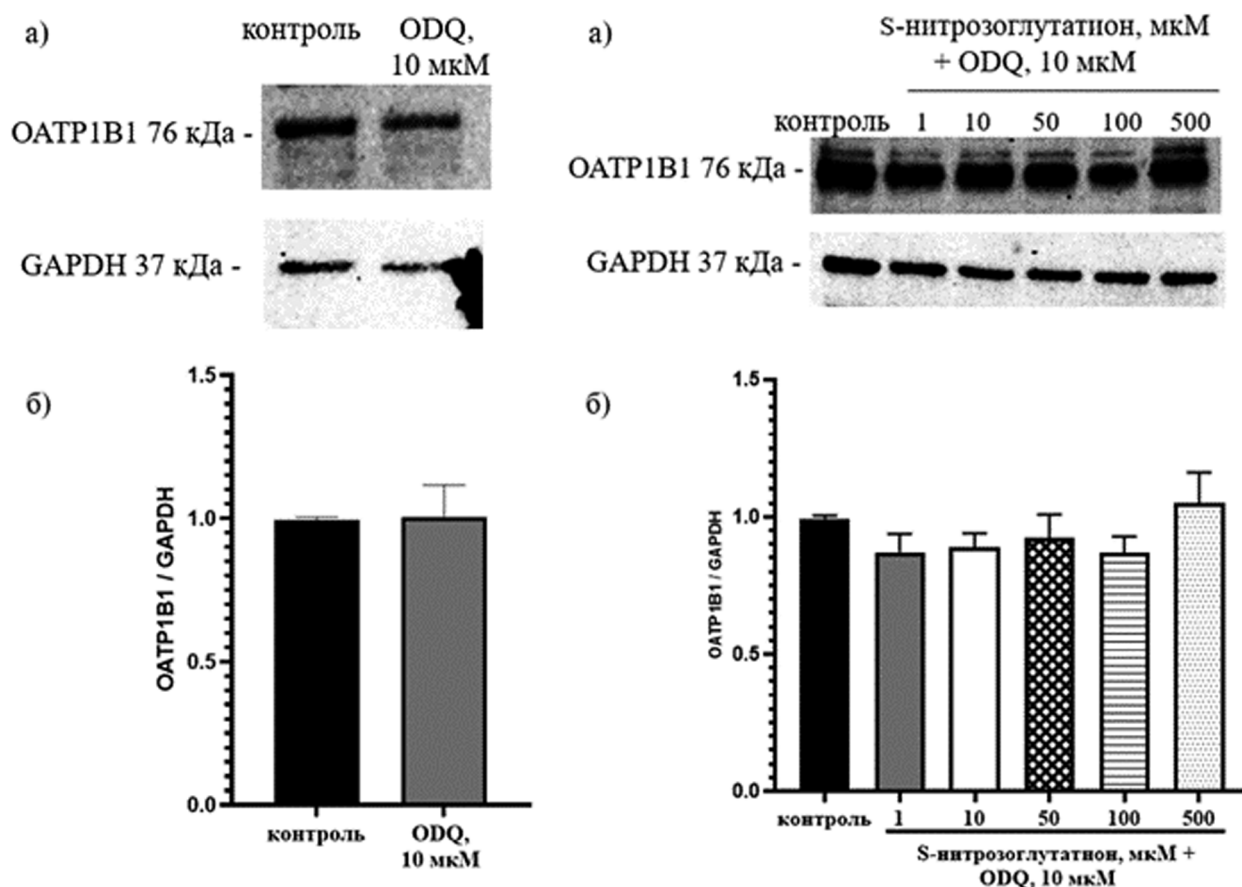 а)
контроль
ODQ,
10 мкМ
OATP1B1 76 кДа -
GAPDH 37 кДа -
б)
1.5
1.0
0.5
0.0
OATP1B1 / GAPDH
контроль
ODQ,
10 мкМ
а)
S-нитрозоглутатион, мкМ
+ ODQ, 10 мкМ
контроль 1 10 50 100 500
OATP1B1 76 кДа -
GAPDH 37 кДа -
б)
1.5
1.0
0.5
0.0
OATP1B1 / GAPDH
контроль 1 10 50 100 500
S-нитрозоглутатион, мкМ +
ODQ, 10 мкМ